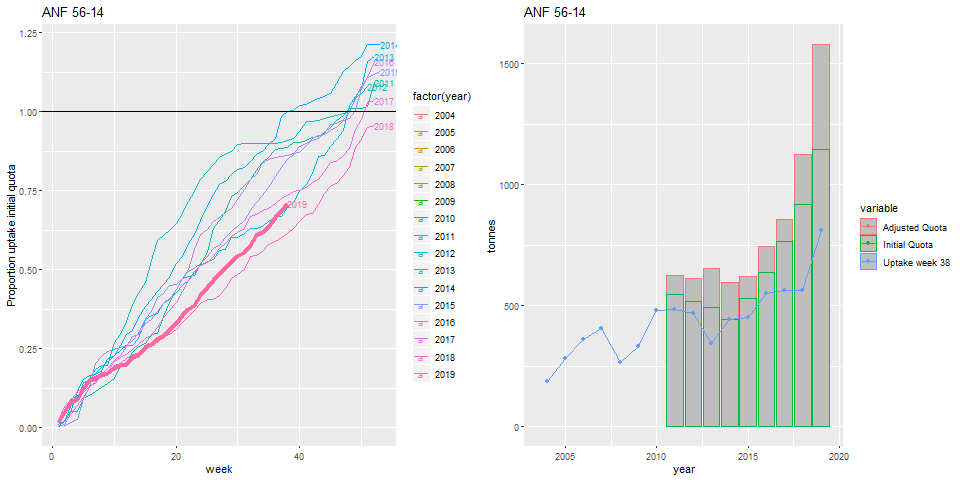 ANF 56-14
1.25
1.00
0.75
0.50
0.25
0.00
Proportion uptake initial quota
0
20
40
week
2014
2013
2016
2015
2011
2012
2017
2018
2019
factor(year)
a 2004
a 2005
a 2006
a 2007
a 2008
a 2009
a 2010
a 2011
a 2012
a 2013
a 2014
a 2015
a 2016
a 2017
a 2018
a 2019
ANF 56-14
1500
1000
500
0
tonnes
2005
2010
2015
2020
year
variable
Adjusted Quota
Initial Quota
Uptake week 38